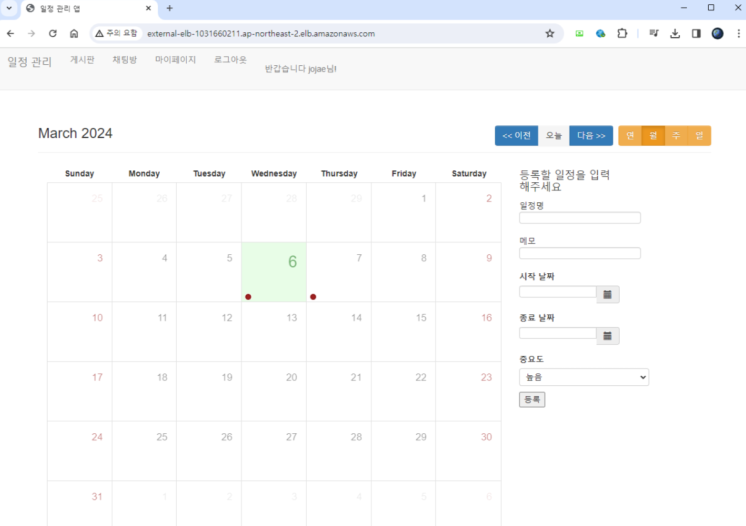 일정 관리 앱
주의 요함
external-elb-1031660211.ap-northeast-2.elb.amazonaws.com
일정 관리 게시판 채팅방 마이페이지 로그아웃 반갑습니다 jojae님!
March 2024
<< 이전 오늘 다음 >> 연 월 주 일
Sunday Monday Tuesday Wednesday Thursday Friday Saturday
25 26 27 28 29 1 2
3 4 5 6 7 8 9
10 11 12 13 14 15 16
17 18 19 20 21 22 23
24 25 26 27 28 29 30
31 1 2 3 4 5 6
등록할 일정을 입력
해주세요
일정명
메모
시작 날짜
종료 날짜
중요도
높음
등록